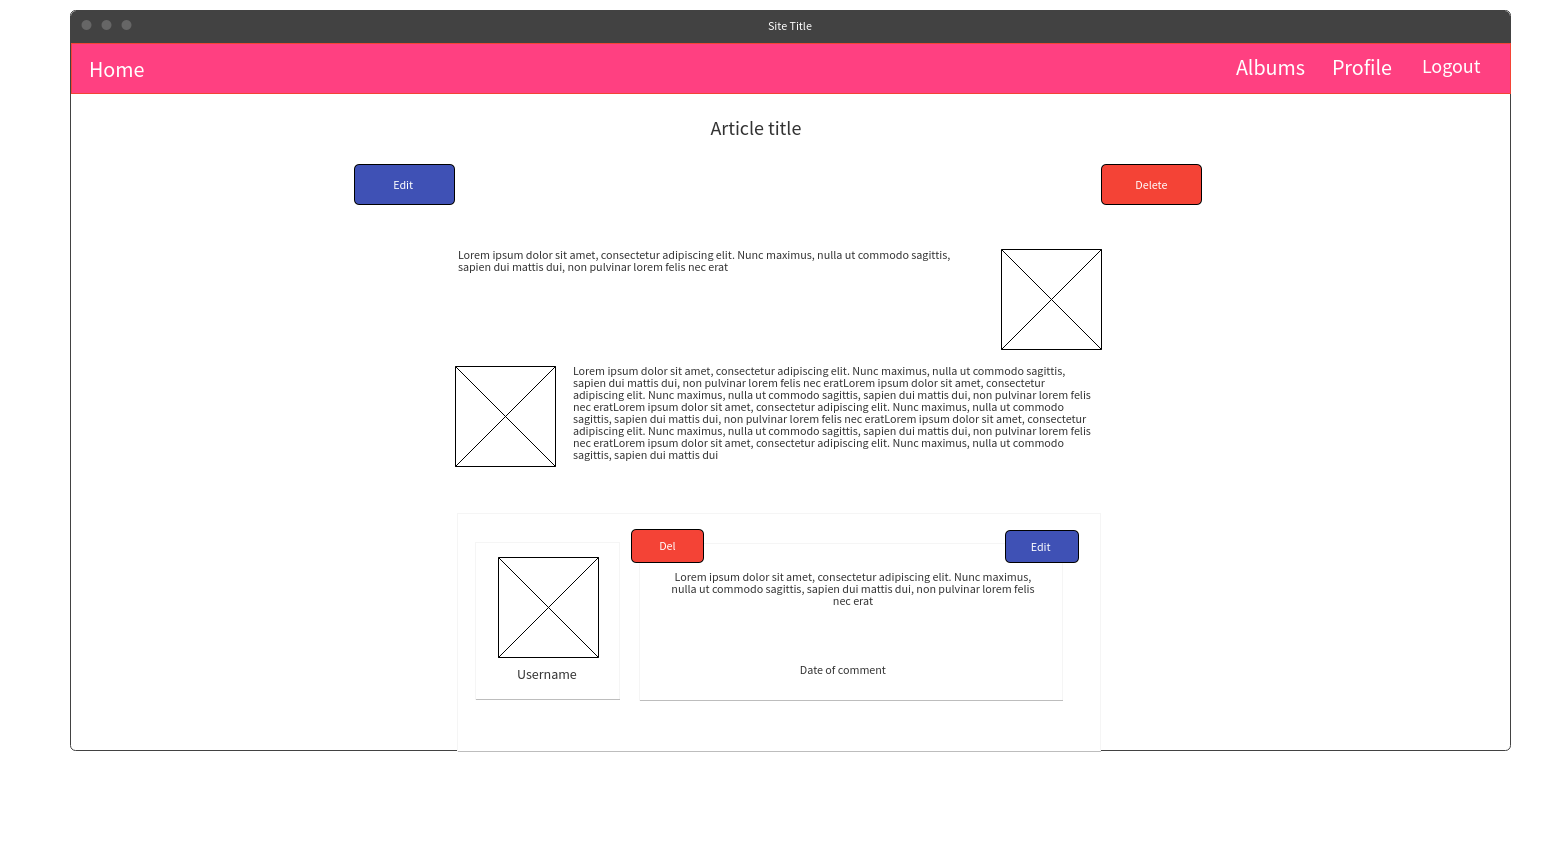 Site Title
Home
Albums
Profile
Logout
Article title
Edit
Delete
Lorem ipsum dolor sit amet, consectetur adipiscing elit. Nunc maximus, nulla ut commodo sagittis,
sapien dui mattis dui, non pulvinar lorem felis nec erat
Lorem ipsum dolor sit amet, consectetur adipiscing elit. Nunc maximus, nulla ut commodo sagittis,
sapien dui mattis dui, non pulvinar lorem felis nec eratLorem ipsum dolor sit amet, consectetur
adipiscing elit. Nunc maximus, nulla ut commodo sagittis, sapien dui mattis dui, non pulvinar lorem felis
nec eratLorem ipsum dolor sit amet, consectetur adipiscing elit. Nunc maximus, nulla ut commodo
sagittis, sapien dui mattis dui, non pulvinar lorem felis nec eratLorem ipsum dolor sit amet, consectetur
adipiscing elit. Nunc maximus, nulla ut commodo sagittis, sapien dui mattis dui, non pulvinar lorem felis
nec eratLorem ipsum dolor sit amet, consectetur adipiscing elit. Nunc maximus, nulla ut commodo
sagittis, sapien dui mattis dui
Del
Edit
Lorem ipsum dolor sit amet, consectetur adipiscing elit. Nunc maximus,
nulla ut commodo sagittis, sapien dui mattis dui, non pulvinar lorem felis
nec erat
Username
Date of comment